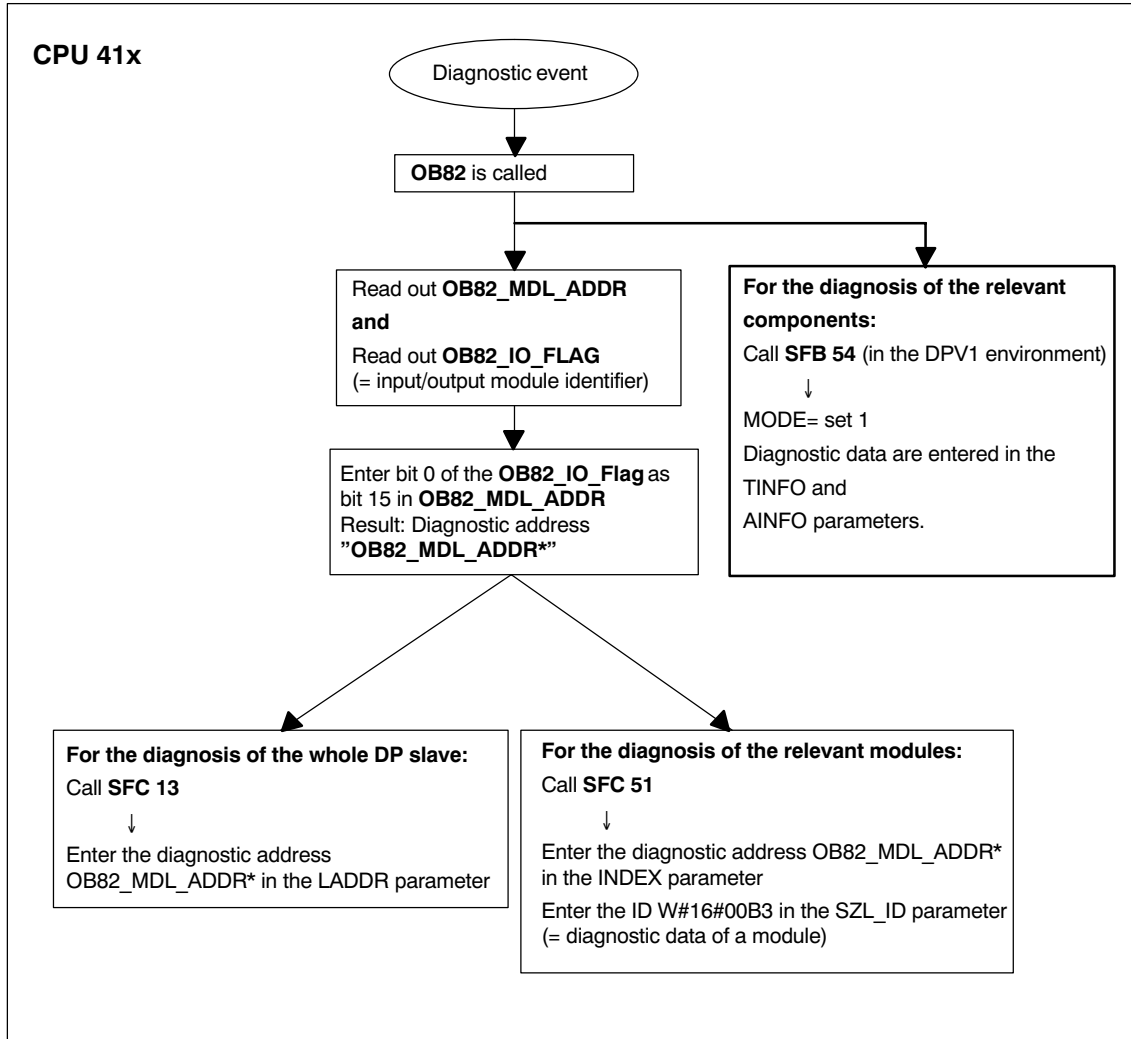 CPU 41x
Diagnostic event
OB82 is called
Read out OB82_MDL_ADDR
and
Read out OB82_IO_FLAG
(= input/output module identifier)
For the diagnosis of the relevant
components:
Call SFB 54 (in the DPV1 environment)
↓
MODE= set 1
Diagnostic data are entered in the
TINFO and
AINFO parameters.
Enter bit 0 of the OB82_IO_Flag as
bit 15 in OB82_MDL_ADDR
Result: Diagnostic address
”OB82_MDL_ADDR*”
For the diagnosis of the whole DP slave:
Call SFC 13
↓
Enter the diagnostic address
OB82_MDL_ADDR* in the LADDR parameter
For the diagnosis of the relevant modules:
Call SFC 51
↓
Enter the diagnostic address OB82_MDL_ADDR*
in the INDEX parameter
Enter the ID W#16#00B3 in the SZL_ID parameter
(= diagnostic data of a module)